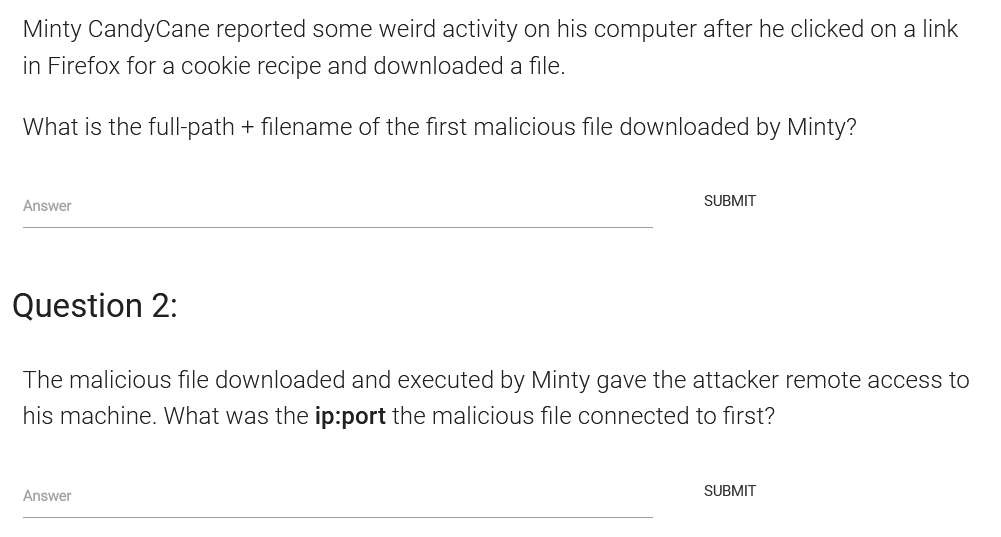 Minty CandyCane reported some weird activity on his computer after he clicked on a link
in Firefox for a cookie recipe and downloaded a file.
What is the full-path + filename of the first malicious file downloaded by Minty?
Answer
SUBMIT
Question 2:
The malicious file downloaded and executed by Minty gave the attacker remote access to
his machine. What was the ip:port the malicious file connected to first?
Answer
SUBMIT